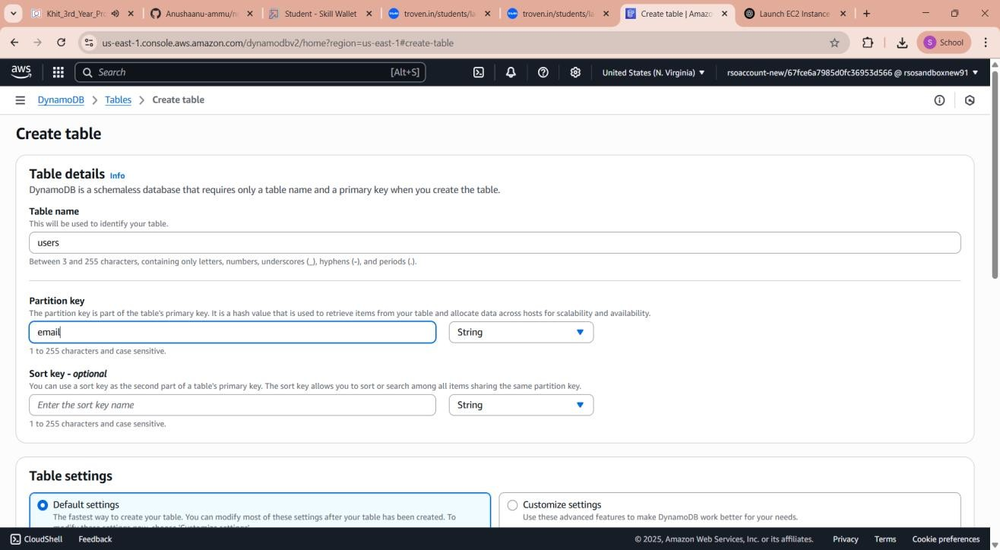 Khit_3rd_Year_Pro
Anushaanu-ammu/n
Student - Skill Wallet
troven.in/students/la
troven.in/students/la
Create table | Amazo
Launch EC2 Instance
us-east-1.console.aws.amazon.com/dynamodbv2/home?region=us-east-1#create-table
S School
aws
Search [Alt+S]
United States (N. Virginia)
rsoaccount-new/67fce6a7985d0fc36953d566 @ rsosandboxnew91
DynamoDB > Tables > Create table
Create table
Table details Info
DynamoDB is a schemaless database that requires only a table name and a primary key when you create the table.
Table name
This will be used to identify your table.
users
Between 3 and 255 characters, containing only letters, numbers, underscores (_), hyphens (-), and periods (.).
Partition key
The partition key is part of the table's primary key. It is a hash value that is used to retrieve items from your table and allocate data across hosts for scalability and availability.
email String
1 to 255 characters and case sensitive.
Sort key - optional
You can use a sort key as the second part of a table's primary key. The sort key allows you to sort or search among all items sharing the same partition key.
Enter the sort key name String
1 to 255 characters and case sensitive.
Table settings
Default settings
The fastest way to create your table. You can modify most of these settings after your table has been created. To
modify these settings now, choose 'Customize settings'.
Customize settings
Use these advanced features to make DynamoDB work better for your needs.
CloudShell Feedback
© 2025, Amazon Web Services, Inc. or its affiliates. Privacy Terms Cookie preferences